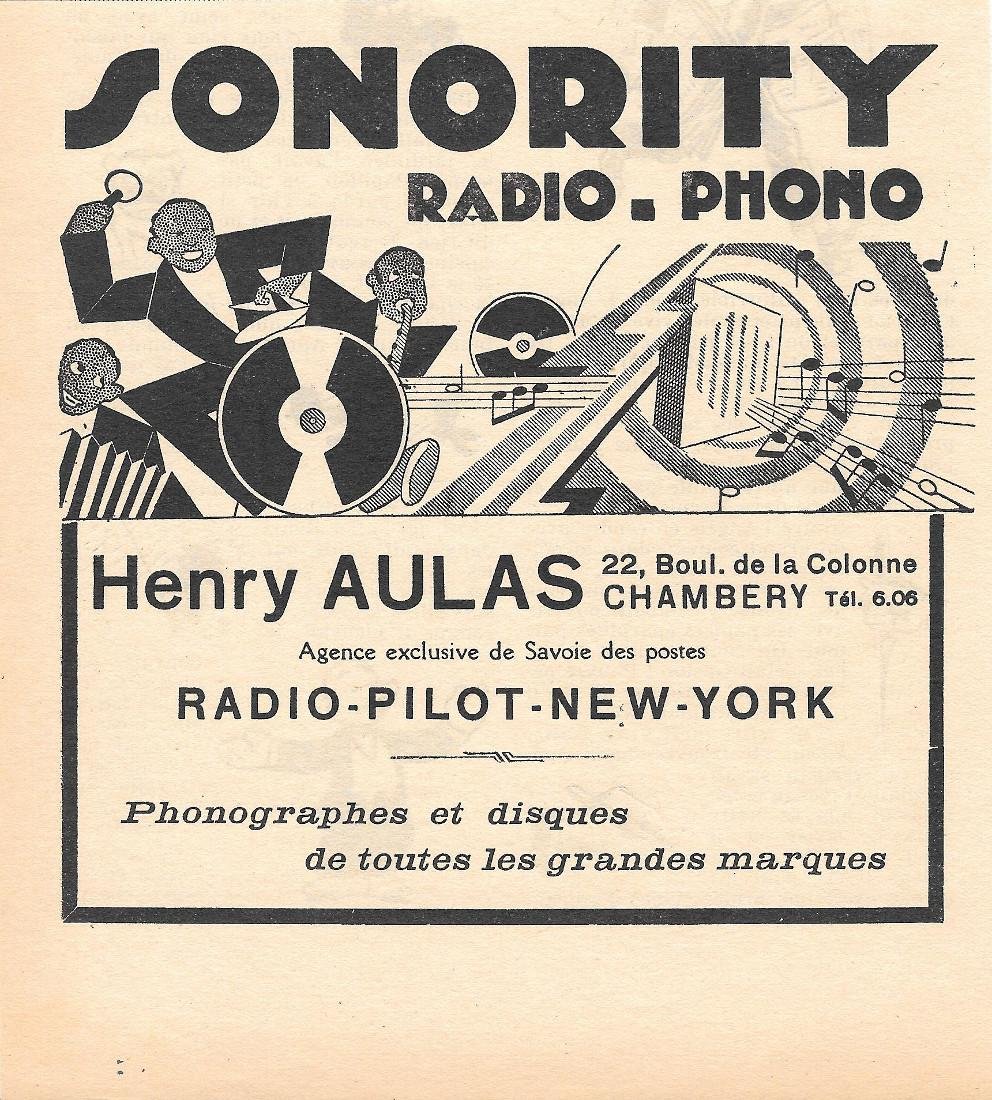 SONORITY
RADIO. PHONO
Henry AULAS 22, Boul. de la Colonne
CHAMBERY Tél. 6.06
Agence exclusive de Savoie des postes
RADIO-PILOT-NEW-YORK
Phonographes et disques
de toutes les grandes marques